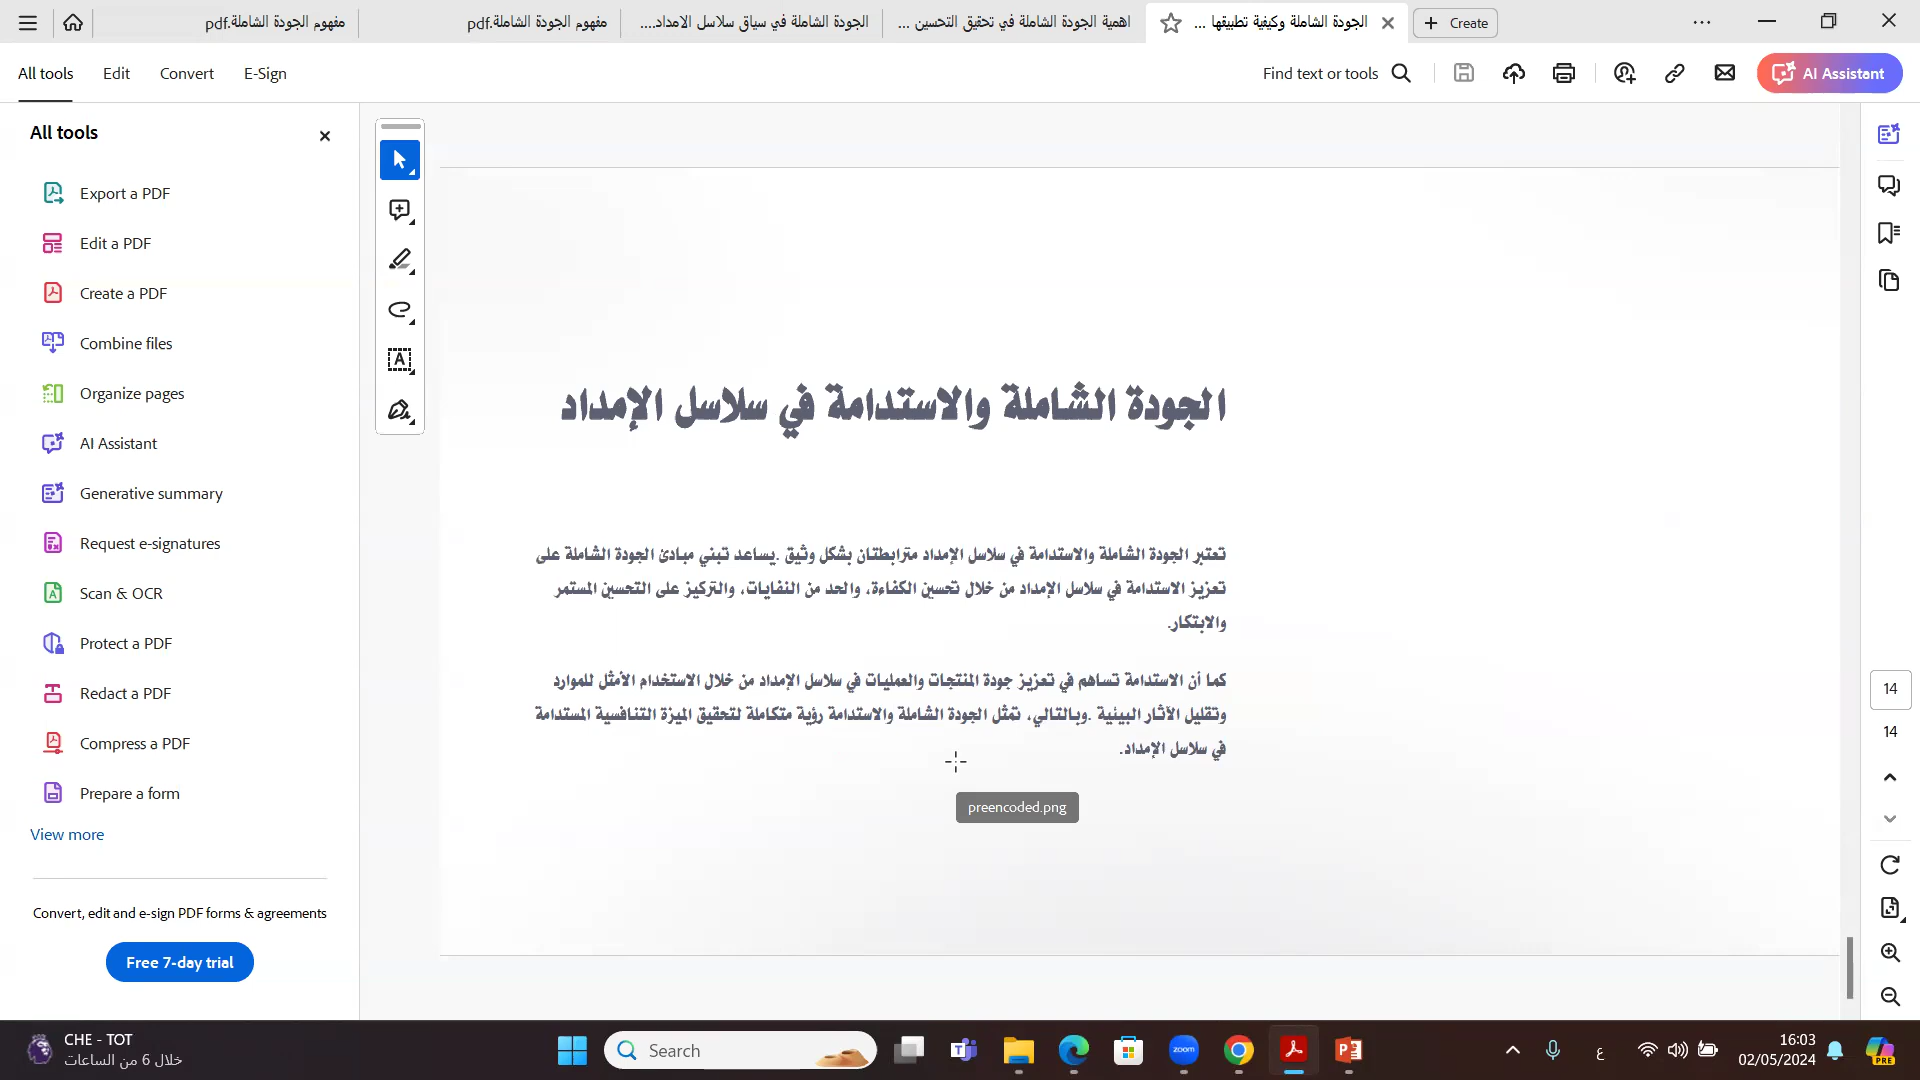 مفهوم الجودة الشاملة.pdf
مفهوم الجودة الشاملة.pdf
الجودة الشاملة في سياق سلاسل الامداد....
اهمية الجودة الشاملة في تحقيق التحسين ...
الجودة الشاملة وكيفية تطبيقها ...
Create
All tools
Edit
Convert
E-Sign
Find text or tools
AI Assistant
All tools
Export a PDF
Edit a PDF
Create a PDF
Combine files
Organize pages
AI Assistant
Generative summary
Request e-signatures
Scan & OCR
Protect a PDF
Redact a PDF
Compress a PDF
Prepare a form
View more
Convert, edit and e-sign PDF forms & agreements
Free 7-day trial
الجودة الشاملة والاستدامة في سلاسل الإمداد
تعتبر الجودة الشاملة والاستدامة في سلاسل الإمداد مترابطتان بشكل وثيق .يساعد تبني مبادئ الجودة الشاملة على
تعزيز الاستدامة في سلاسل الإمداد من خلال تحسين الكفاءة، والحد من النفايات، والتركيز على التحسين المستمر
والابتكار.
كما أن الاستدامة تساهم في تعزيز جودة المنتجات والعمليات في سلاسل الإمداد من خلال الاستخدام الأمثل للموارد
وتقليل الآثار البيئية .وبالتالي، تمثل الجودة الشاملة والاستدامة رؤية متكاملة لتحقيق الميزة التنافسية المستدامة
في سلاسل الإمداد.
preencoded.png
14
14
CHE - TOT
خلال 6 من الساعات
Search
zoom
ع
16:03
02/05/2024
PRE